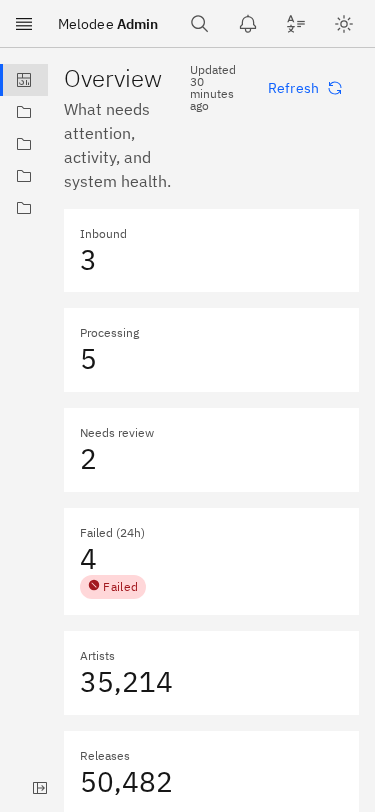 Melodee Admin
Overview
Updated
30
minutes
ago
Refresh
What needs
attention,
activity, and
system health.
Inbound
3
Processing
5
Needs review
2
Failed (24h)
4
Failed
Artists
35,214
Releases
50,482